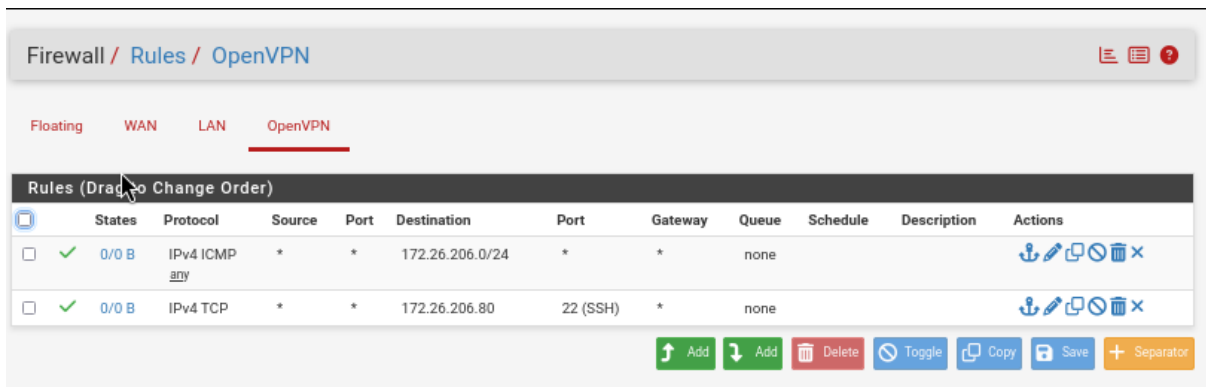 Firewall / Rules / OpenVPN
Floating WAN LAN OpenVPN
Rules (Drag to Change Order)
States Protocol Source Port Destination Port Gateway Queue Schedule Description Actions
0/0 B IPv4 ICMP * * 172.26.206.0/24 * * none
any
0/0 B IPv4 TCP * * 172.26.206.80 22 (SSH) * none
Add Add Delete Toggle Copy Save Separator